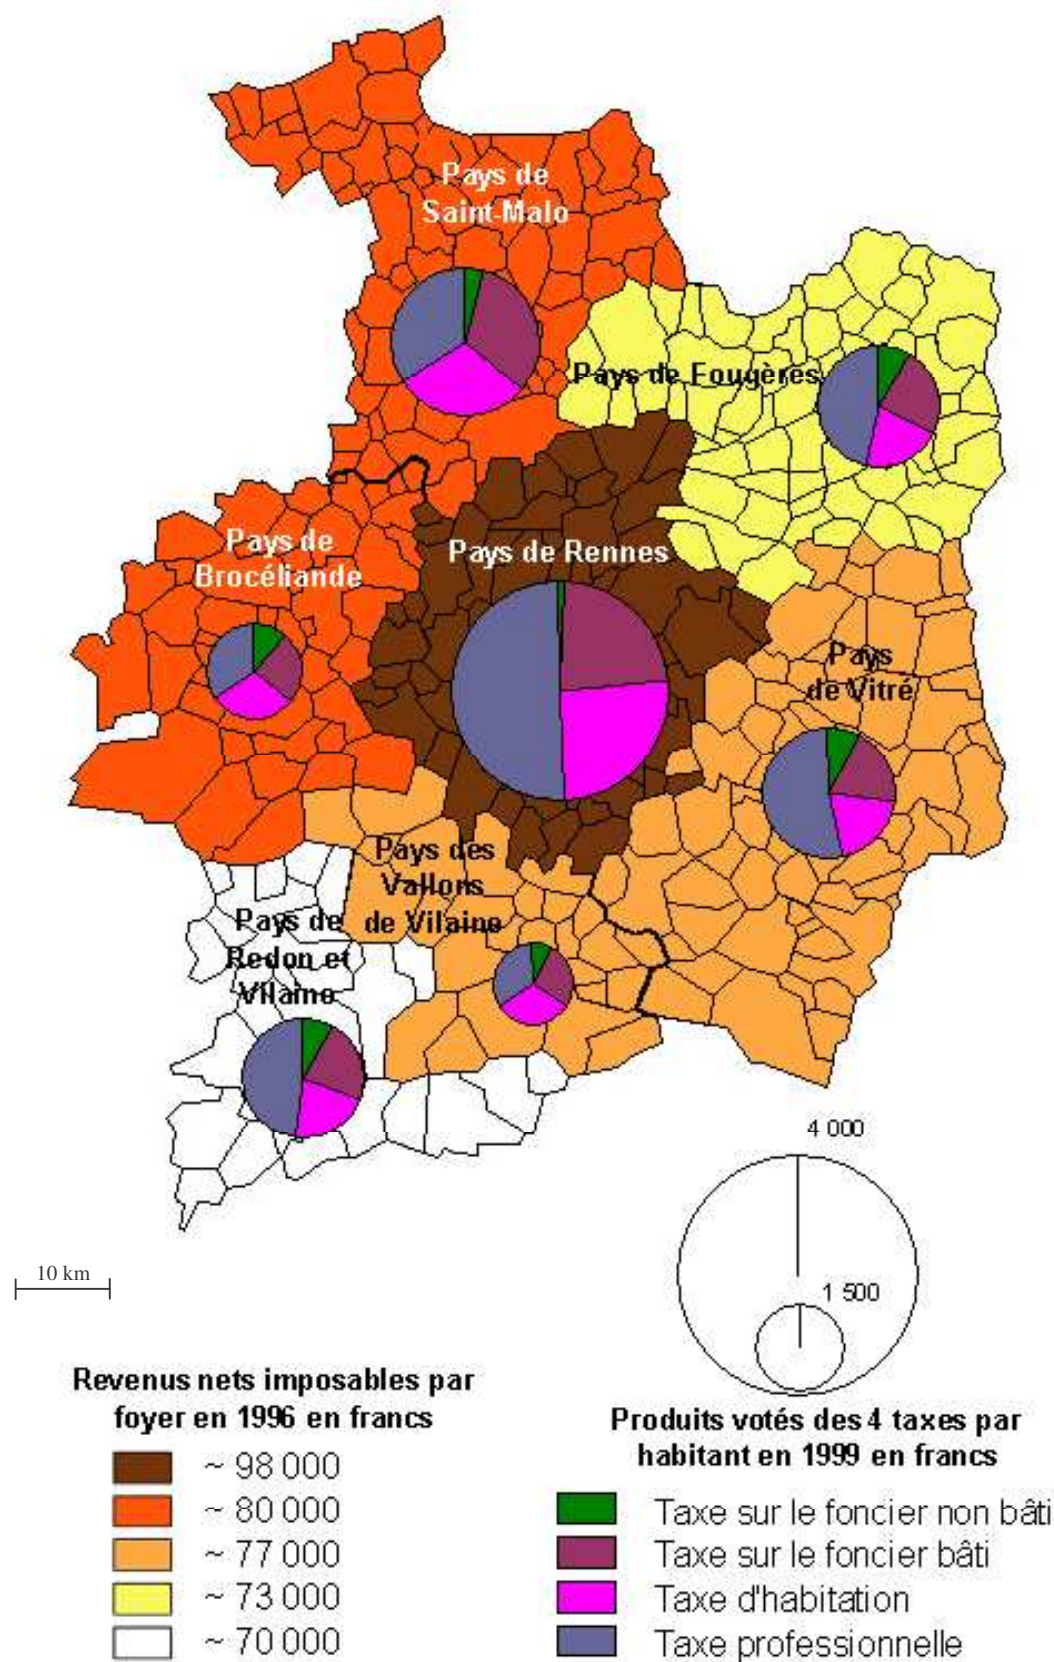 Pays de
Saint-Malo
Pays de Fougères
Pays de
Brocéliande
Pays de Rennes
Pays
de Vitré
Pays des
Vallons
de Vilaine
Pays de
Redon et
Vilaine
4 000
1 500
10 km
Revenus nets imposables par
foyer en 1996 en francs
~ 98 000
~ 80 000
~ 77 000
~ 73 000
~ 70 000
Produits votés des 4 taxes par
habitant en 1999 en francs
Taxe sur le foncier non bâti
Taxe sur le foncier bâti
Taxe d'habitation
Taxe professionnelle